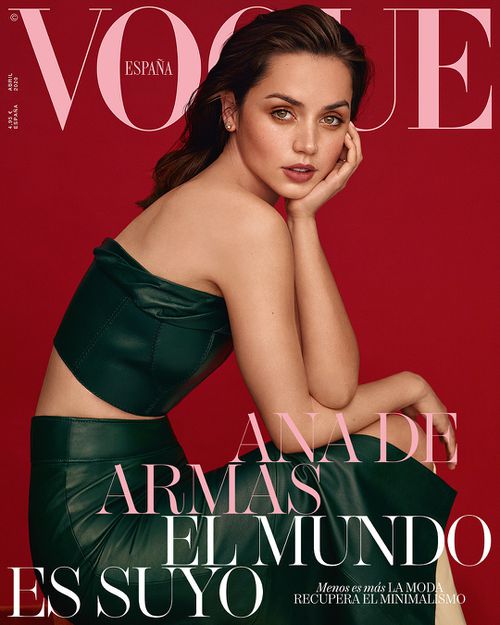 VOGUE
ESPAÑA
©
ABRIL
2020
4,95 €
ESPAÑA
ANA DE
ARMAS
EL MUNDO
ES SUYO
Menos es más LA MODA
RECUPERA EL MINIMALISMO